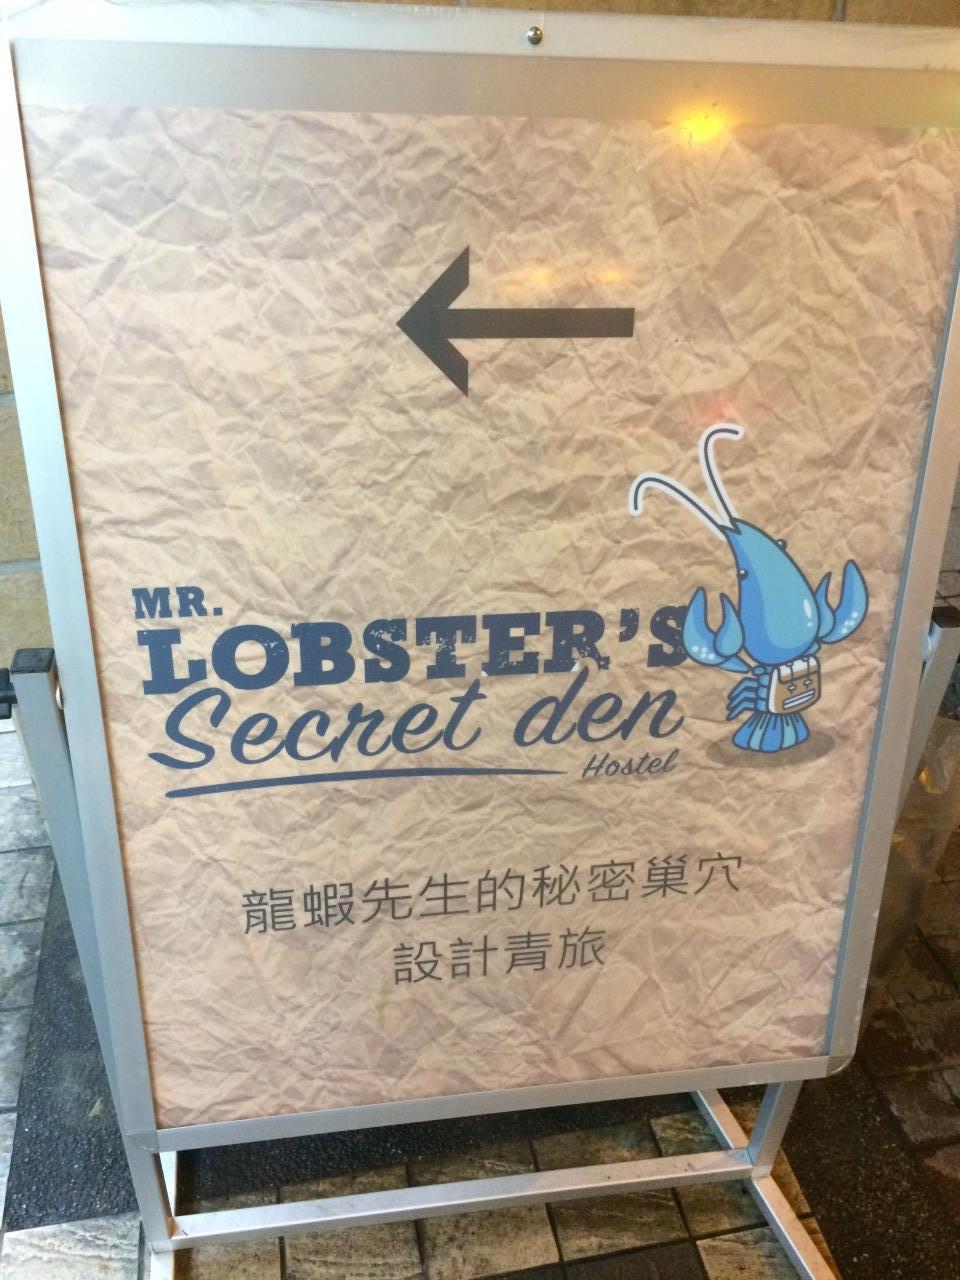 MR.
LOBSTER'S
Secret den
Hostel
龍蝦先生的秘密巢穴
設計青旅